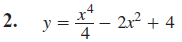 2. y = x⁴/4 − 2x² + 4